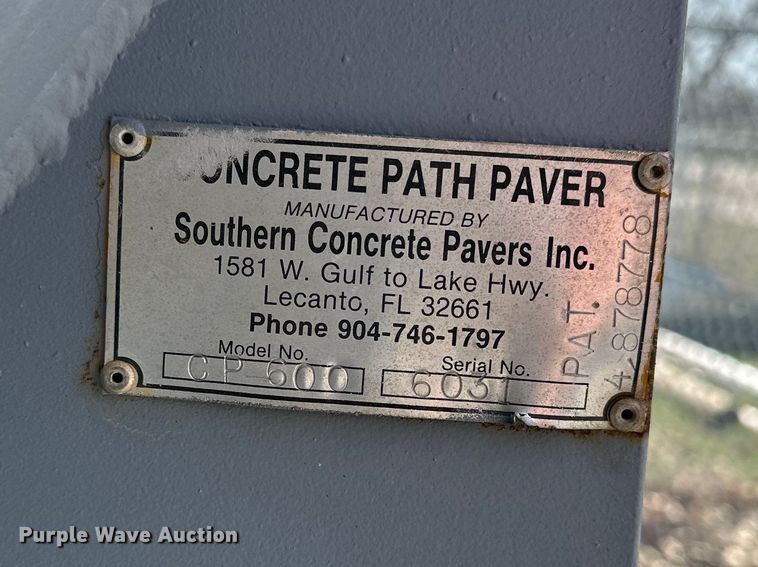 CONCRETE PATH PAVER
MANUFACTURED BY
Southern Concrete Pavers Inc.
1581 W. Gulf to Lake Hwy.
Lecanto, FL 32661
Phone 904-746-1797
Model No. Serial No.
CP 600 6031
PAT.
4,878778
Purple Wave Auction